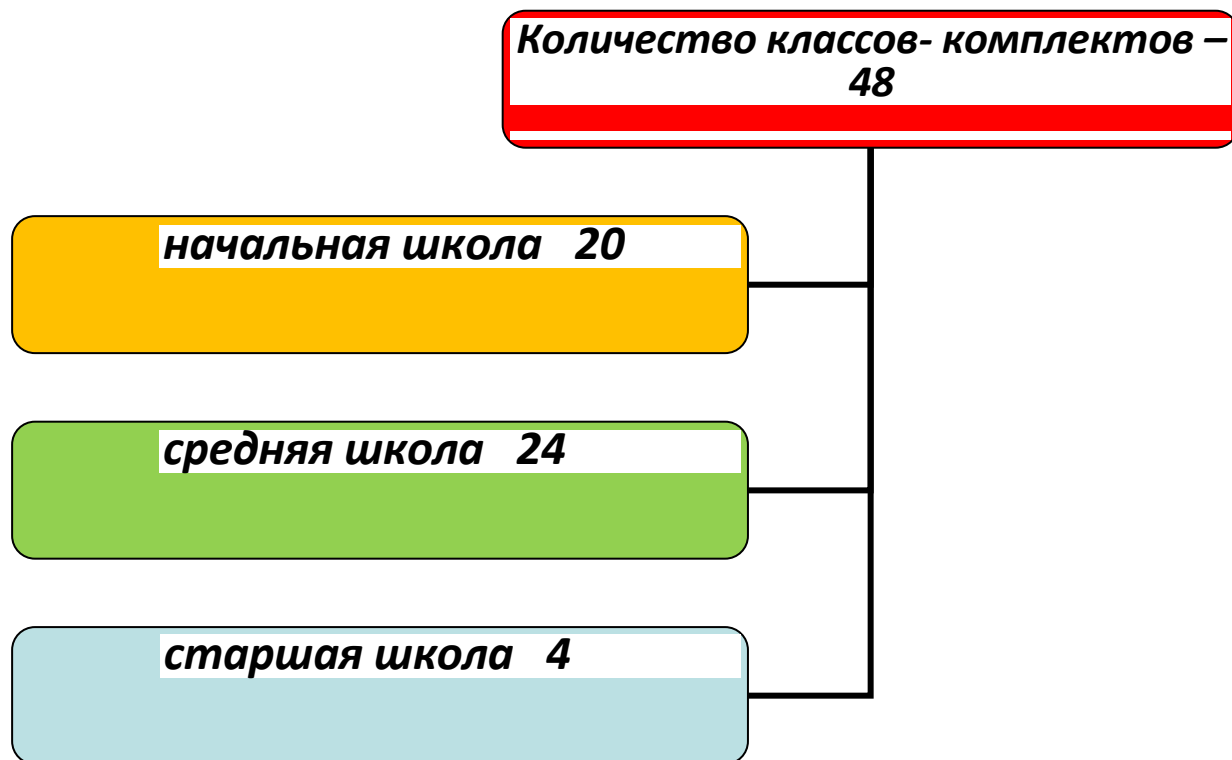 Количество классов- комплектов –
48
начальная школа   20
средняя школа   24
старшая школа   4